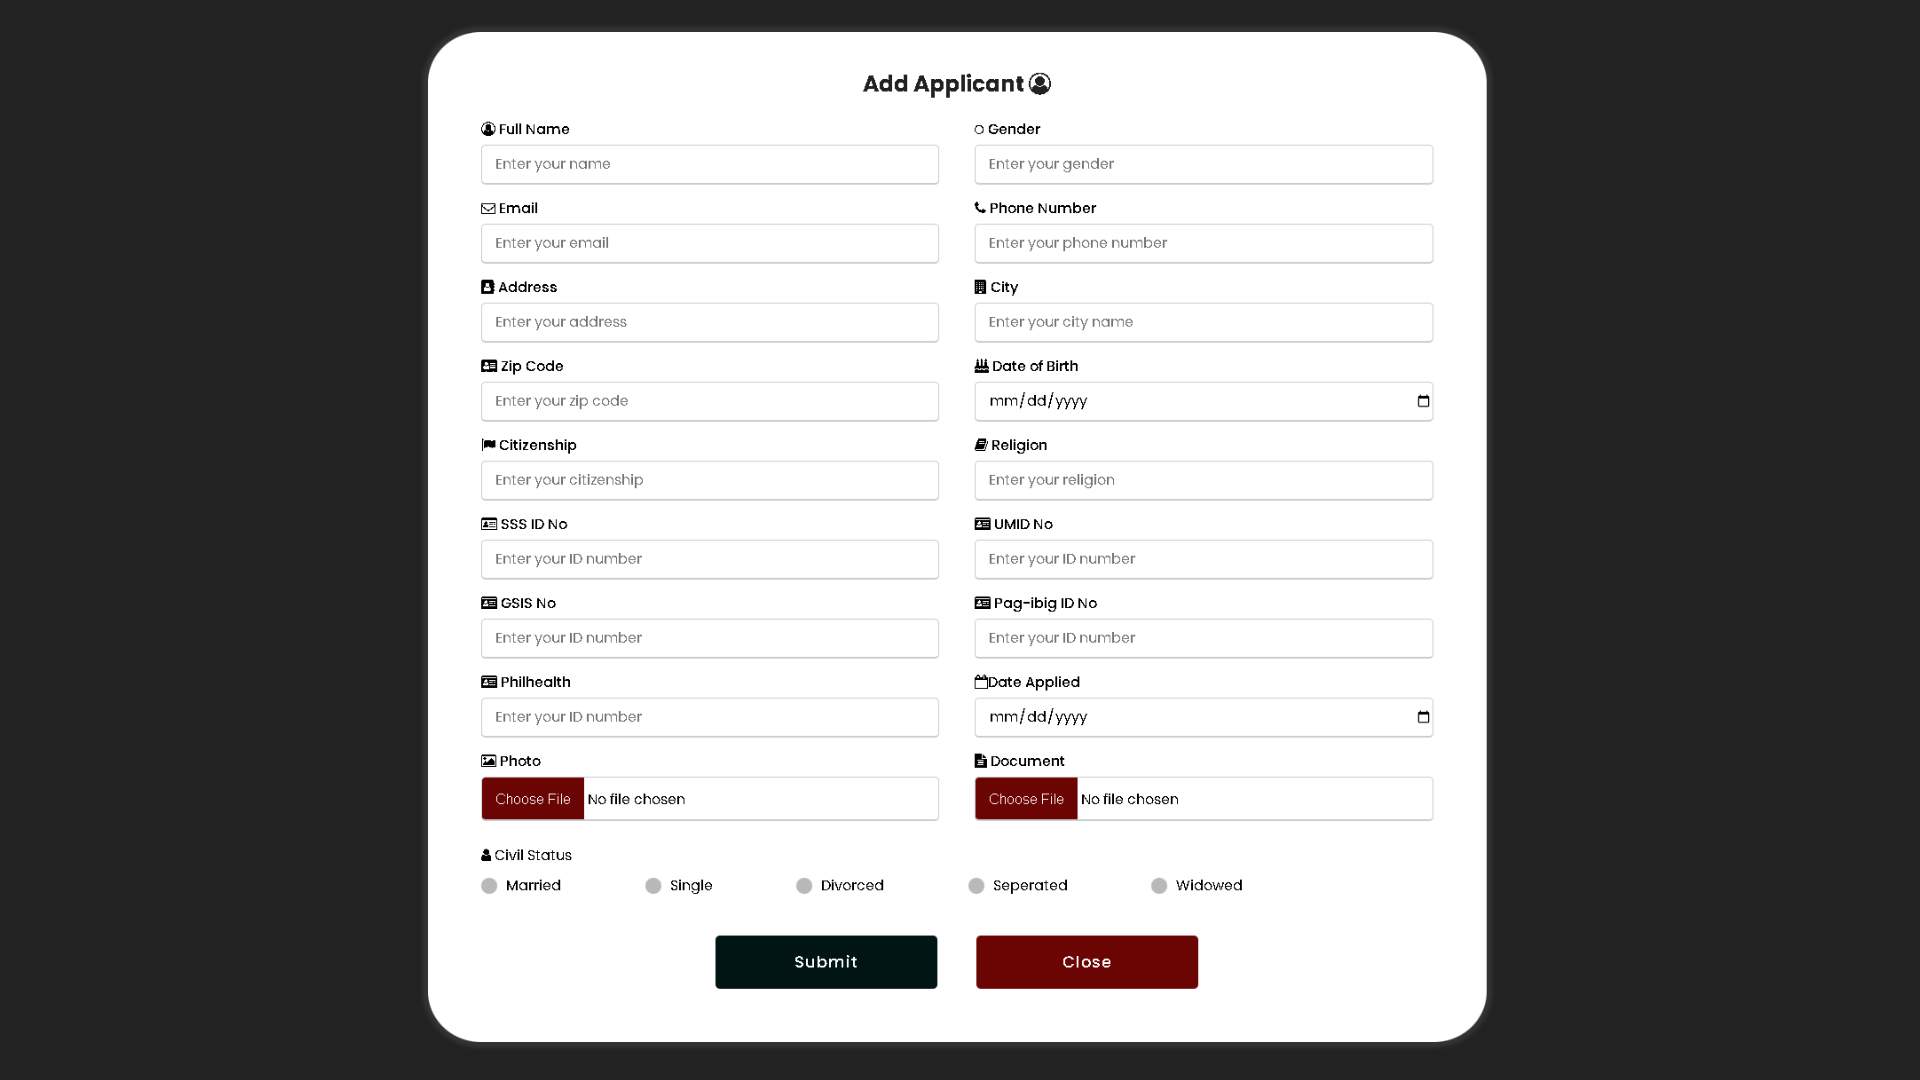 Add Applicant
Full Name
Gender
Enter your name
Enter your gender
Email
Phone Number
Enter your email
Enter your phone number
Address
City
Enter your address
Enter your city name
Zip Code
Date of Birth
Enter your zip code
mm/dd/yyyy
Citizenship
Religion
Enter your citizenship
Enter your religion
SSS ID No
UMID No
Enter your ID number
Enter your ID number
GSIS No
Pag-ibig ID No
Enter your ID number
Enter your ID number
Philhealth
Date Applied
Enter your ID number
mm/dd/yyyy
Photo
Document
Choose File No file chosen
Choose File No file chosen
Civil Status
Married Single Divorced Seperated Widowed
Submit Close